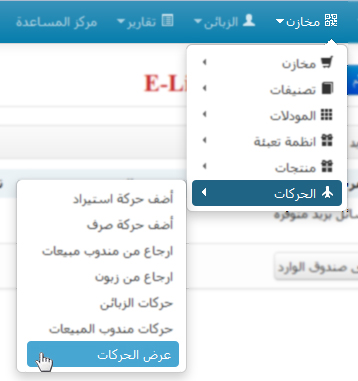 مخازن
الزبائن
تقارير
مركز المساعدة
مخازن
تصنيفات
المودلات
انظمة تعبئة
منتجات
الحركات
E-Li
أضف حركة استيراد
أضف حركة صرف
ارجاع من مندوب مبيعات
ارجاع من زبون
حركات الزبائن
حركات مندوب المبيعات
عرض الحركات
سائل بريد متوفرة
صندوق الوارد